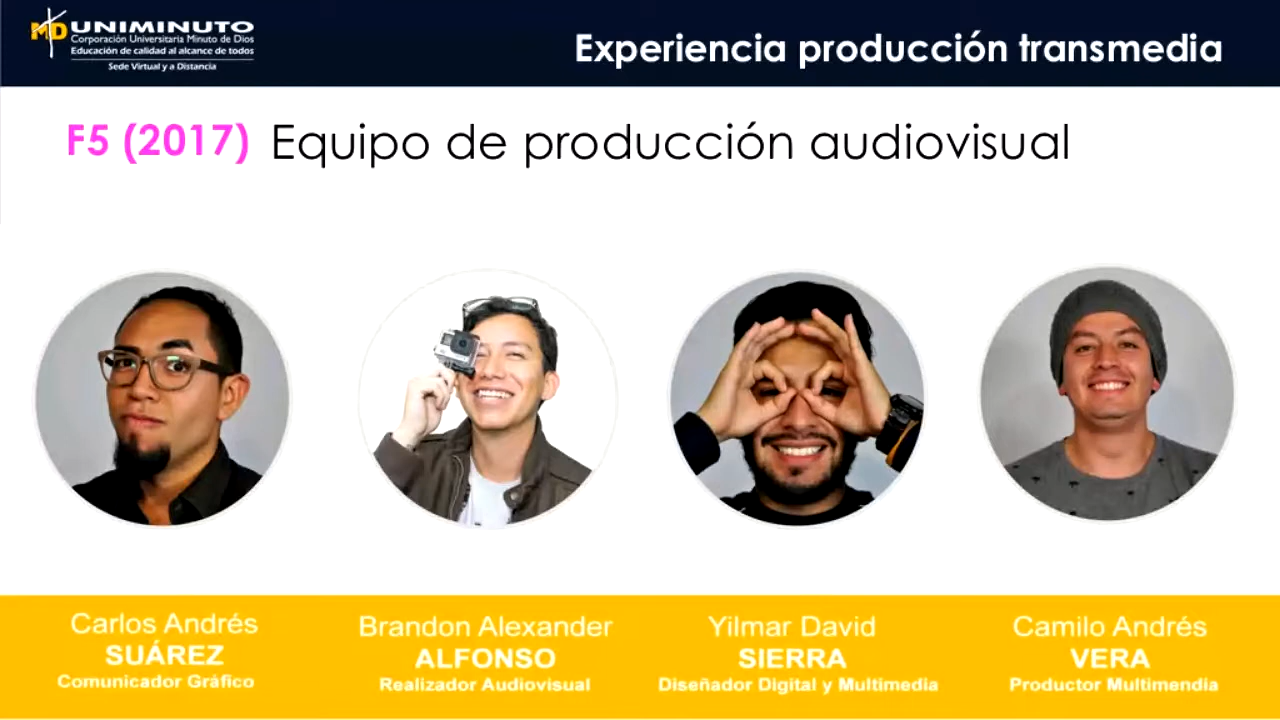 UNIMINUTO
Corporación Universitaria Minuto de Dios
Educación de calidad al alcance de todos
Sede Virtual y a Distancia
Experiencia producción transmedia
F5 (2017) Equipo de producción audiovisual
Carlos Andrés
SUÁREZ
Comunicador Gráfico
Brandon Alexander
ALFONSO
Realizador Audiovisual
Yilmar David
SIERRA
Diseñador Digital y Multimedia
Camilo Andrés
VERA
Productor Multimendia